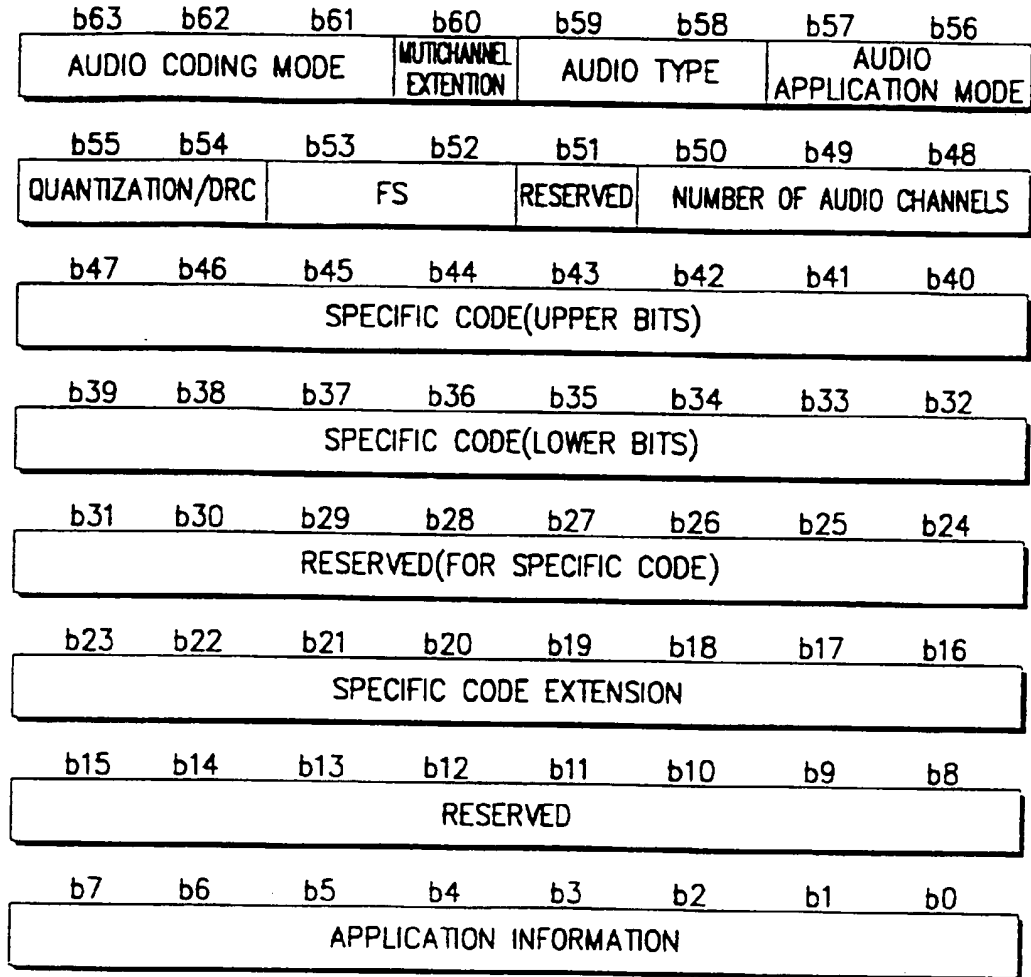 b63 b62 b61 b60 b59 b58 b57 b56
AUDIO CODING MODE
MUTICHANNEL
EXTENTION
AUDIO TYPE
AUDIO
APPLICATION MODE
b55 b54 b53 b52 b51 b50 b49 b48
QUANTIZATION/DRC FS RESERVED NUMBER OF AUDIO CHANNELS
b47 b46 b45 b44 b43 b42 b41 b40
SPECIFIC CODE(UPPER BITS)
b39 b38 b37 b36 b35 b34 b33 b32
SPECIFIC CODE(LOWER BITS)
b31 b30 b29 b28 b27 b26 b25 b24
RESERVED(FOR SPECIFIC CODE)
b23 b22 b21 b20 b19 b18 b17 b16
SPECIFIC CODE EXTENSION
b15 b14 b13 b12 b11 b10 b9 b8
RESERVED
b7 b6 b5 b4 b3 b2 b1 b0
APPLICATION INFORMATION